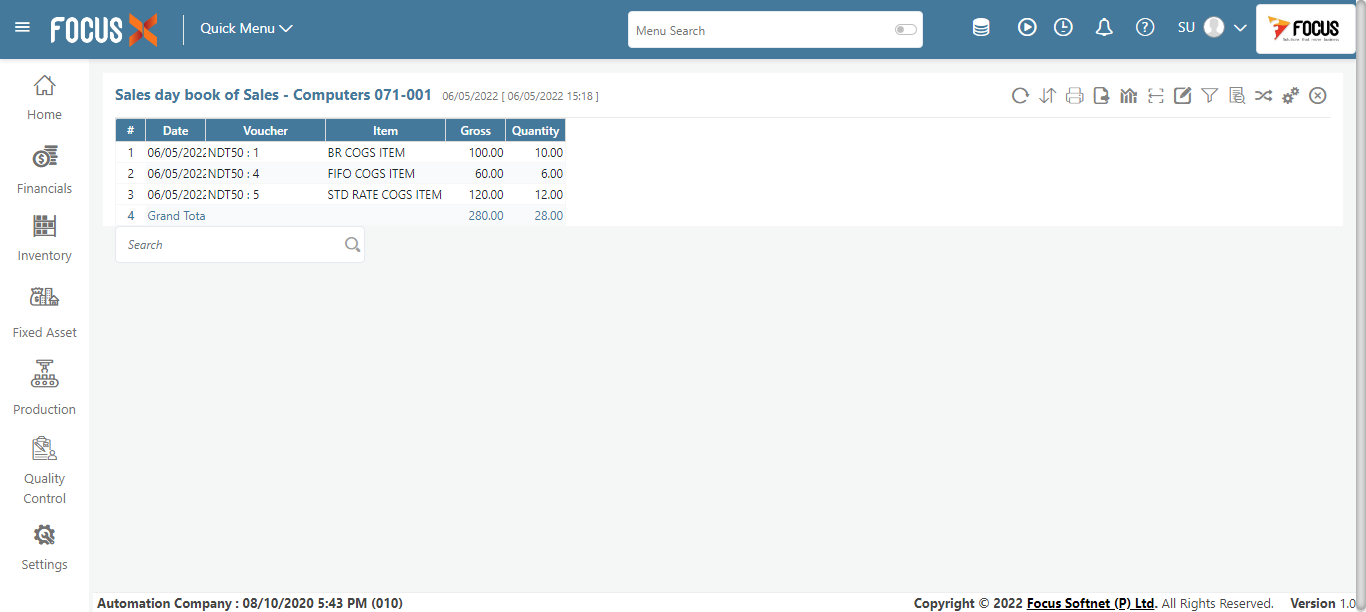 FOCUS X
Quick Menu
Menu Search
SU
FOCUS
Home
Financials
Inventory
Fixed Asset
Production
Quality
Control
Settings
Sales day book of Sales - Computers 071-001 06/05/2022 [ 06/05/2022 15:18 ]
# Date Voucher Item Gross Quantity
1 06/05/2022 NDT50 : 1 BR COGS ITEM 100.00 10.00
2 06/05/2022 NDT50 : 4 FIFO COGS ITEM 60.00 6.00
3 06/05/2022 NDT50 : 5 STD RATE COGS ITEM 120.00 12.00
4 Grand Tota 280.00 28.00
Search
Automation Company : 08/10/2020 5:43 PM (010)
Copyright © 2022 Focus Softnet (P) Ltd. All Rights Reserved. Version 1.0